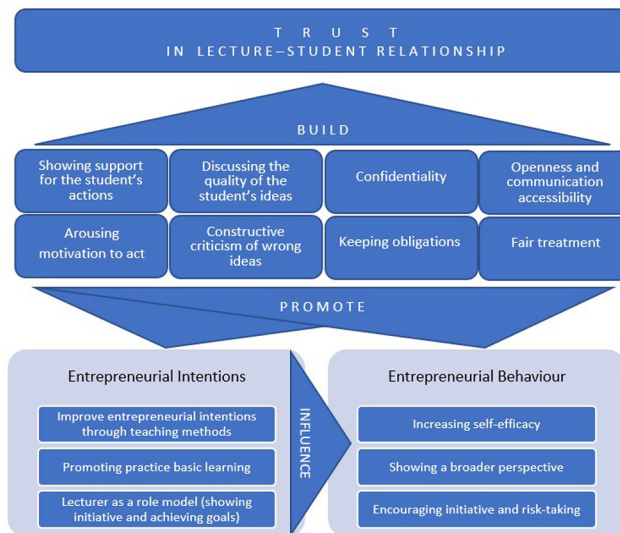 TRUST
IN LECTURE–STUDENT RELATIONSHIP
BUILD
Showing support
for the student's
actions
Discussing the
quality of the
student's ideas
Confidentiality
Openness and
communication
accessibility
Arousing
motivation to act
Constructive
criticism of wrong
ideas
Keeping obligations
Fair treatment
PROMOTE
Entrepreneurial Intentions
Improve entrepreneurial intentions
through teaching methods
Promoting practice basic learning
Lecturer as a role model (showing
initiative and achieving goals)
INFLUENCE
Entrepreneurial Behaviour
Increasing self-efficacy
Showing a broader perspective
Encouraging initiative and risk-taking